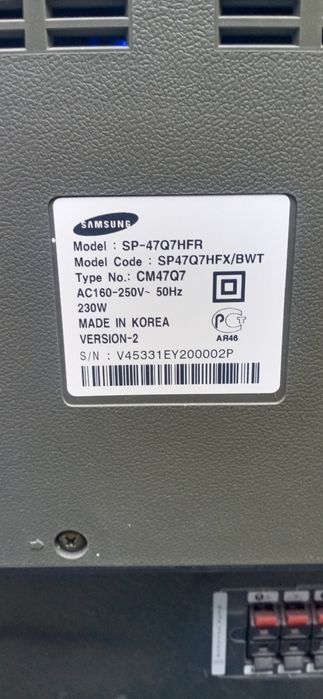 SAMSUNG
Model : SP-47Q7HFR
Model Code : SP47Q7HFX/BWT
Type No.: CM47Q7
AC160-250V~ 50Hz
230W
MADE IN KOREA
VERSION-2
АЯ46
S/N : V45331EY200002P